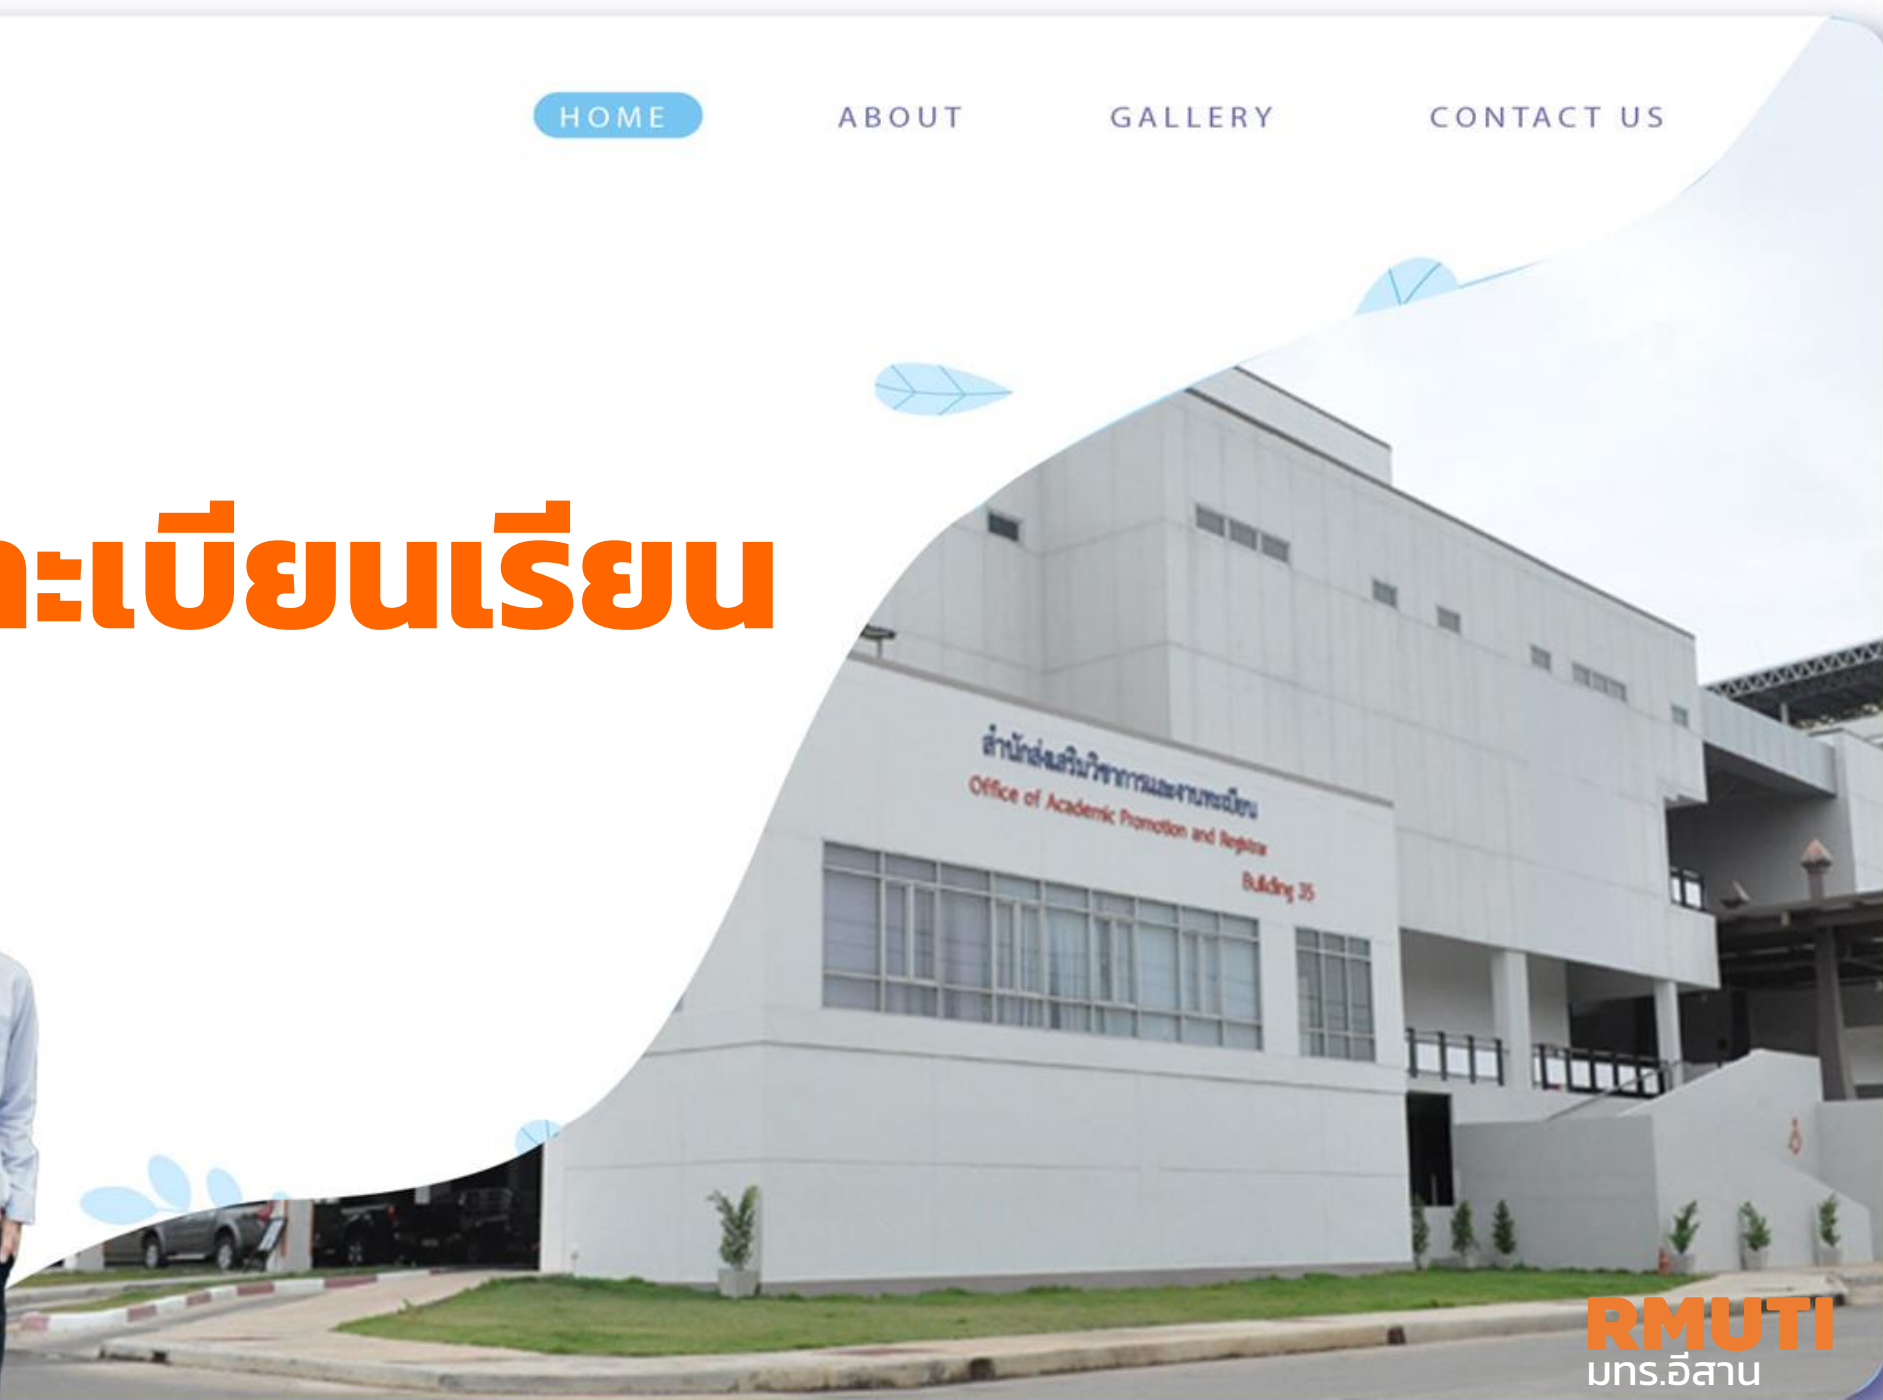 HOME ABOUT GALLERY CONTACT US
ทะเบียนเรียน
สำนักส่งเสริมวิชาการและงานทะเบียน
Office of Academic Promotion and Registrar
Building 35
RMUTI
มทร.อีสาน